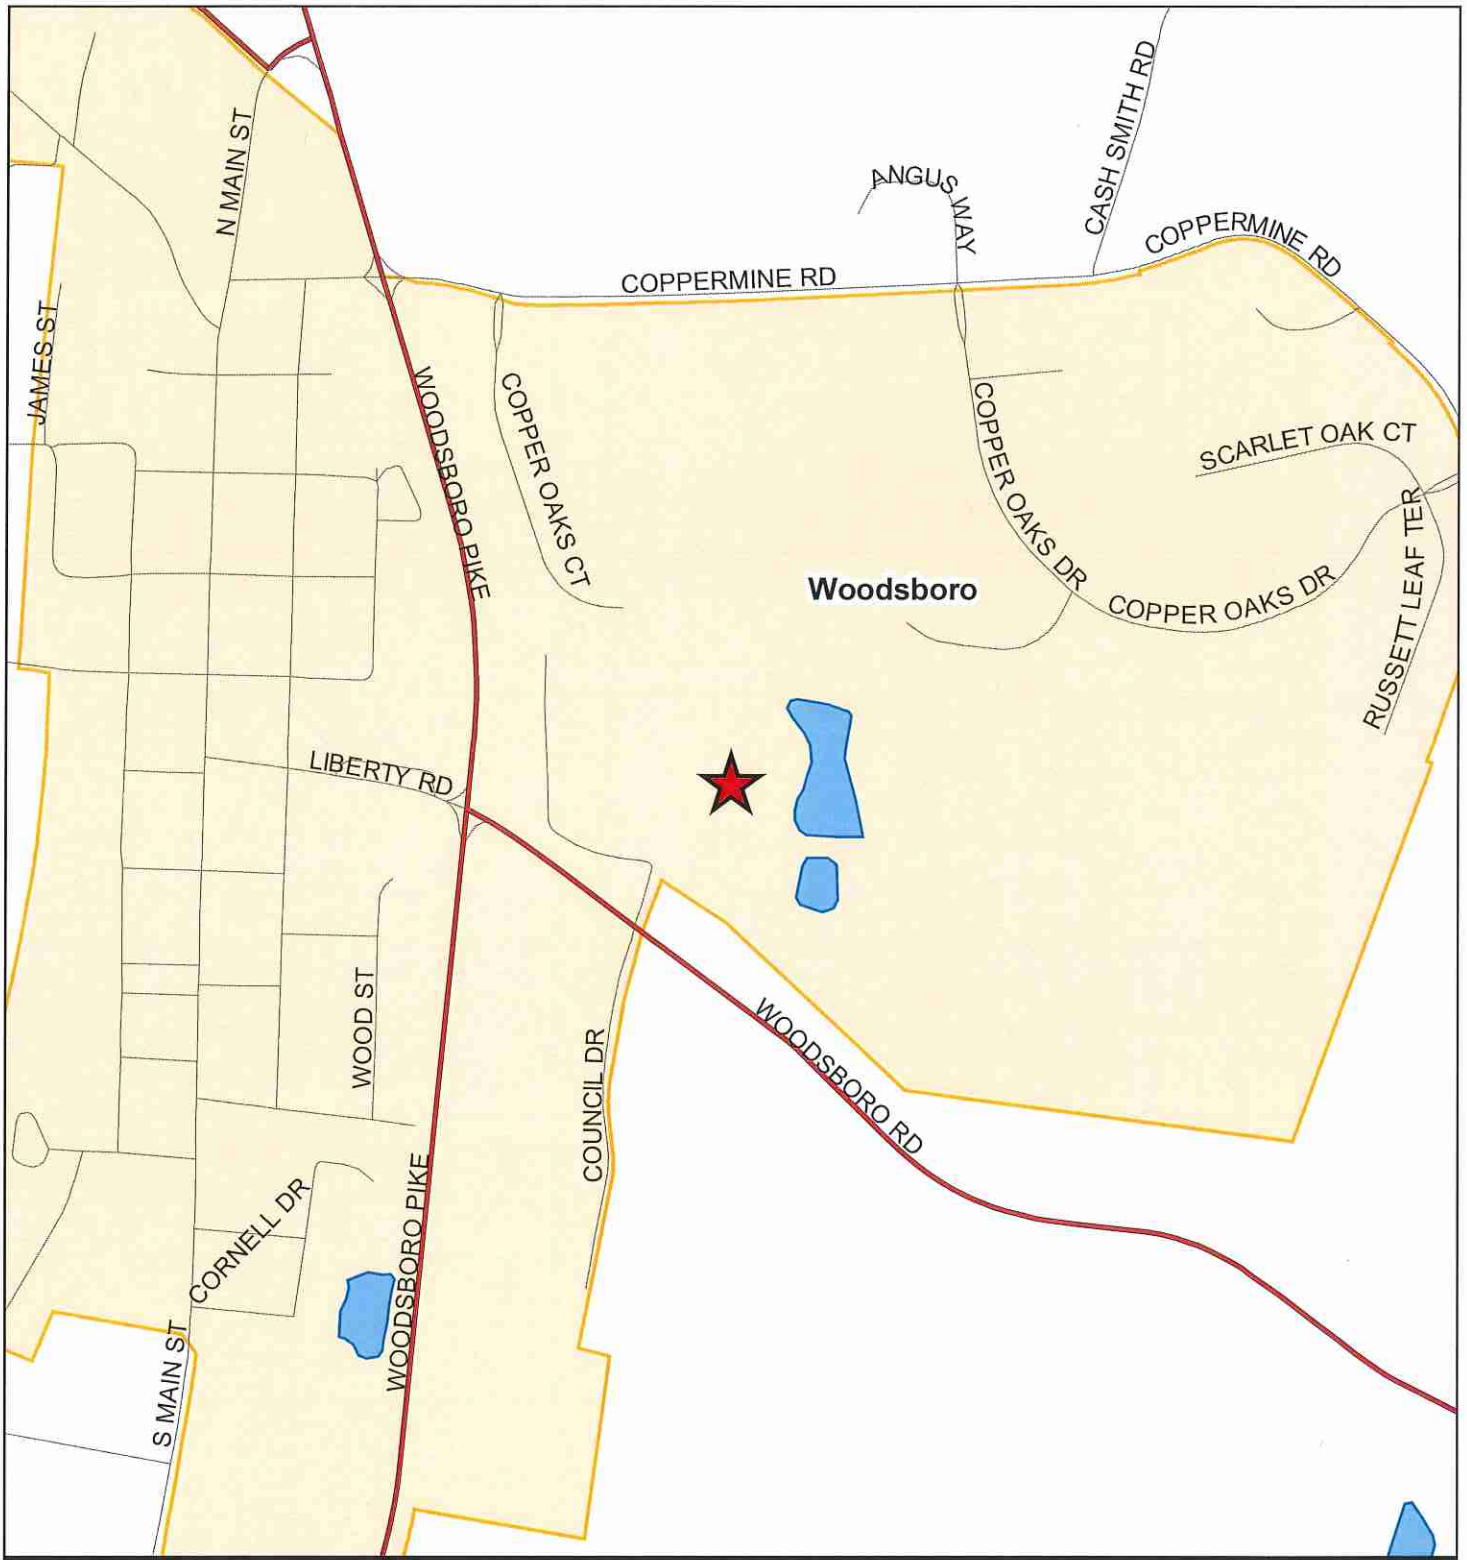 CASH SMITH RD
N MAIN ST
ANGUS WAY
COPPERMINE RD
COPPERMINE RD
JAMES ST
WOODSBORO PIKE
COPPER OAKS CT
COPPER OAKS DR
SCARLET OAK CT
RUSSETT LEAF TER
Woodsboro
COPPER OAKS DR
LIBERTY RD
WOOD ST
COUNCIL DR
WOODSBORO RD
CORNELL DR
WOODSBORO PIKE
S MAIN ST